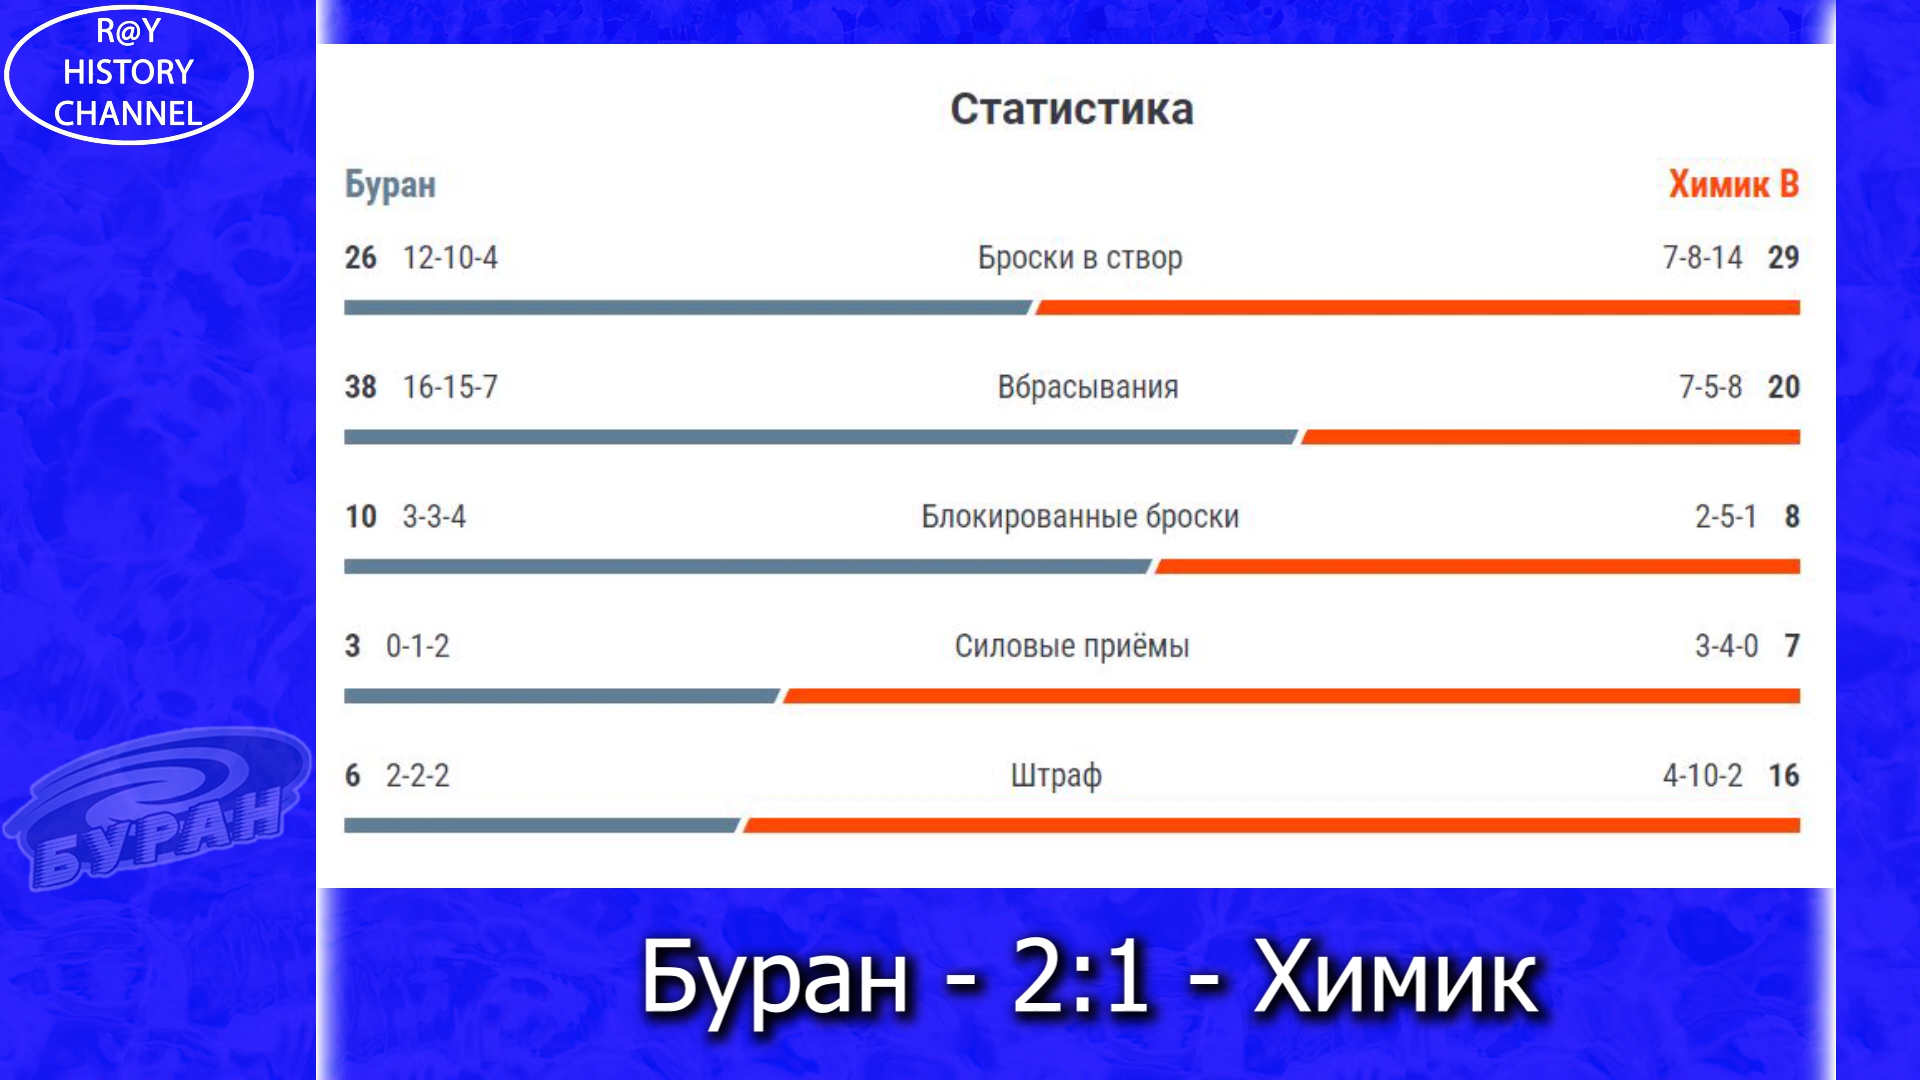 R@Y
HISTORY
CHANNEL
Статистика
Буран Химик В
26 12-10-4 Броски в створ 7-8-14 29
38 16-15-7 Вбрасывания 7-5-8 20
10 3-3-4 Блокированные броски 2-5-1 8
3 0-1-2 Силовые приёмы 3-4-0 7
6 2-2-2 Штраф 4-10-2 16
БУРАН
Буран - 2:1 - Химик